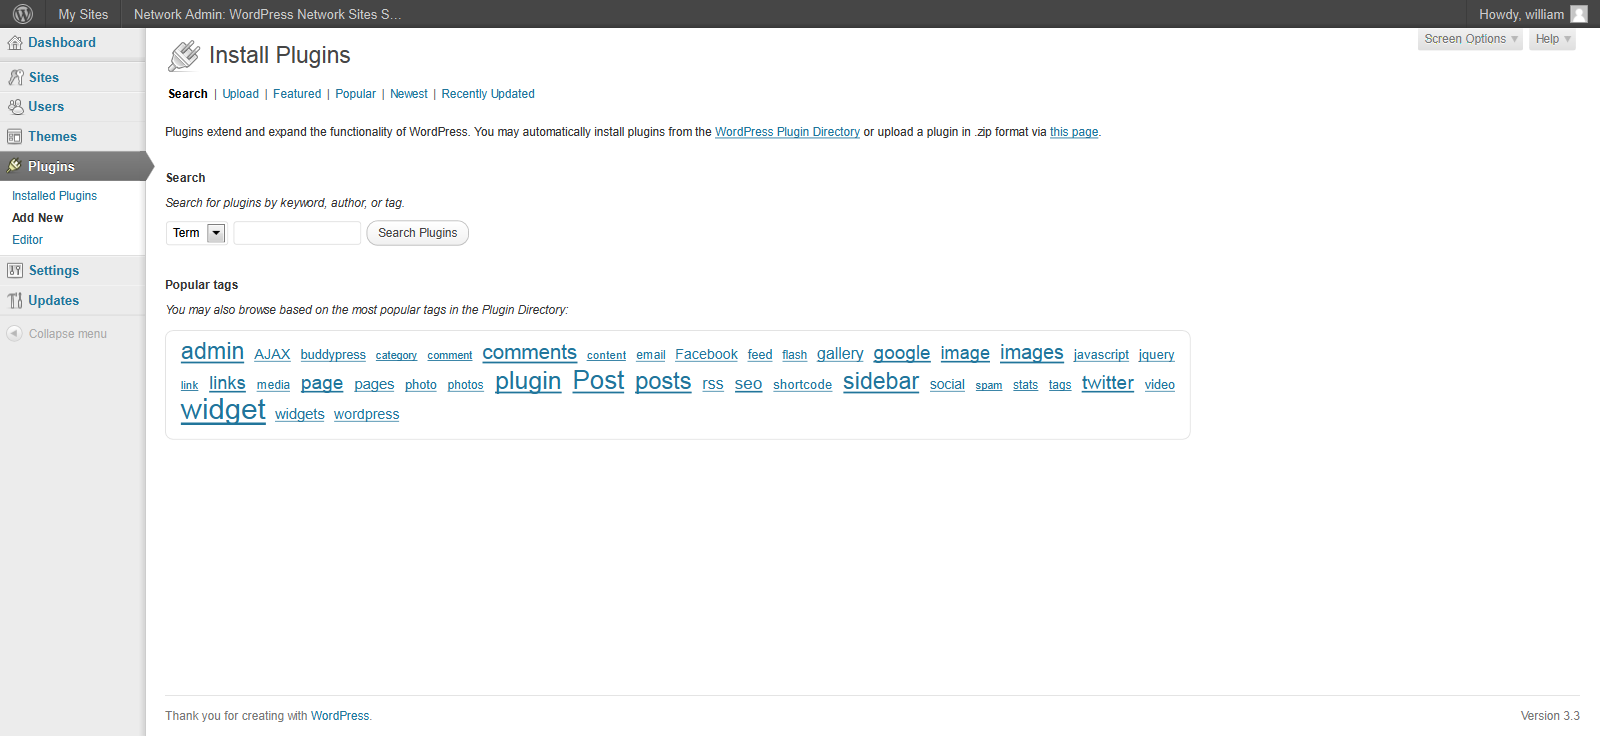 My Sites Network Admin: WordPress Network Sites S... Howdy, william
Screen Options Help
Dashboard
Sites
Users
Themes
Plugins
Installed Plugins
Add New
Editor
Settings
Updates
Collapse menu
Install Plugins
Search | Upload | Featured | Popular | Newest | Recently Updated
Plugins extend and expand the functionality of WordPress. You may automatically install plugins from the WordPress Plugin Directory or upload a plugin in .zip format via this page.
Search
Search for plugins by keyword, author, or tag.
Term Search Plugins
Popular tags
You may also browse based on the most popular tags in the Plugin Directory:
admin AJAX buddypress category comment comments content email Facebook feed flash gallery google image images javascript jquery
link links media page pages photo photos plugin Post posts rss seo shortcode sidebar social spam stats tags twitter video
widget widgets wordpress
Thank you for creating with WordPress. Version 3.3